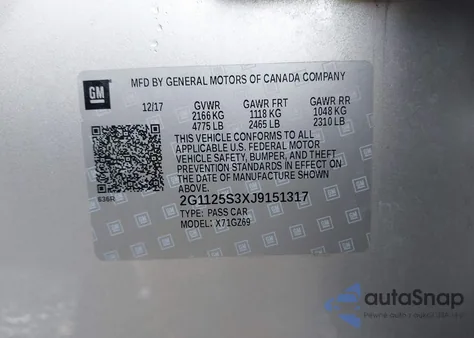 GM
MFD BY GENERAL MOTORS OF CANADA COMPANY
12/17 GVWR GAWR FRT GAWR RR
2166 KG 1118 KG 1048 KG
4775 LB 2465 LB 2310 LB
THIS VEHICLE CONFORMS TO ALL
APPLICABLE U.S. FEDERAL MOTOR
VEHICLE SAFETY, BUMPER, AND THEFT
PREVENTION STANDARDS IN EFFECT ON
THE DATE OF MANUFACTURE SHOWN
ABOVE.
2G1125S3XJ9151317
TYPE: PASS CAR
MODEL: X71GZ69
autoSnap